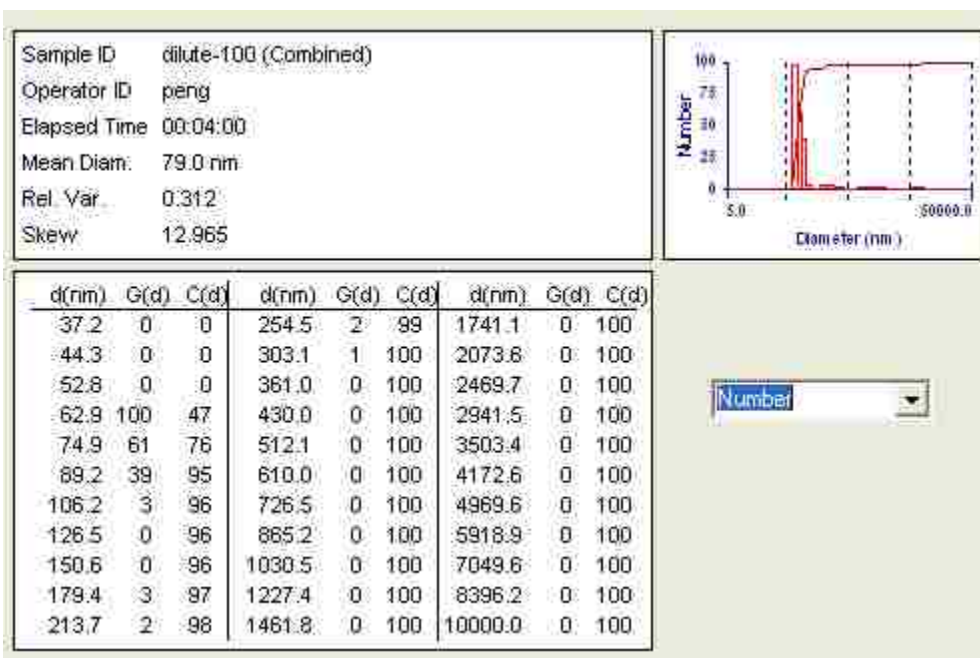 Sample ID dilute-100 (Combined)
Operator ID peng
Elapsed Time 00:04:00
Mean Diam. 79.0 nm
Rel. Var. 0.312
Skew 12.965
Number
100
75
50
25
0
5.0 50000.0
Diameter (nm)
d(nm) G(d) C(d) d(nm) G(d) C(d) d(nm) G(d) C(d)
37.2 0 0 254.5 2 99 1741.1 0 100
44.3 0 0 303.1 1 100 2073.6 0 100
52.8 0 0 361.0 0 100 2469.7 0 100
62.9 100 47 430.0 0 100 2941.5 0 100
74.9 61 76 512.1 0 100 3503.4 0 100
89.2 39 95 610.0 0 100 4172.6 0 100
106.2 3 96 726.5 0 100 4969.6 0 100
126.5 0 96 865.2 0 100 5918.9 0 100
150.6 0 96 1030.5 0 100 7049.6 0 100
179.4 3 97 1227.4 0 100 8396.2 0 100
213.7 2 98 1461.8 0 100 10000.0 0 100
Number